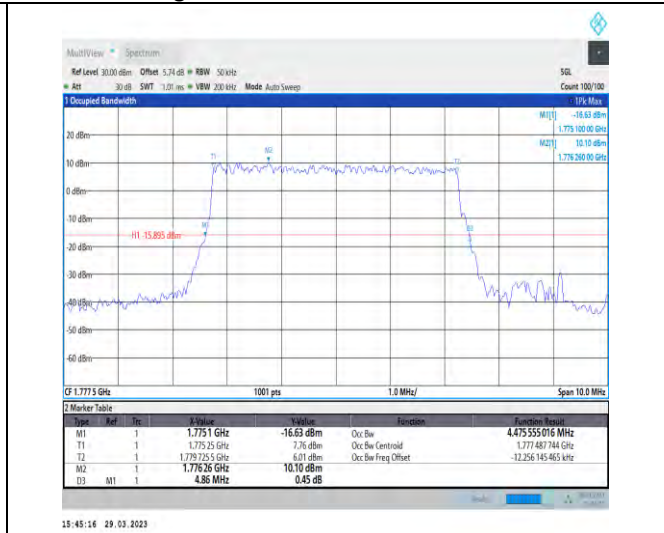 MultiView Spectrum
Ref Level 30.00 dBm Offset 5.74 dB RBW 50 kHz SGL
Att 30 dB SWT 1.01 ms VBW 200 kHz Mode Auto Sweep Count 100/100
1 Occupied Bandwidth 1Pk Max
M1[1] -16.63 dBm
1.775 100 00 GHz
M2[1] 10.10 dBm
1.776 260 00 GHz
20 dBm
M2
T1
T2
10 dBm
0 dBm
-10 dBm
M1
D3
H1 -15.895 dBm
-20 dBm
-30 dBm
-40 dBm
-50 dBm
-60 dBm
CF 1.777 5 GHz 1001 pts 1.0 MHz/ Span 10.0 MHz
2 Marker Table
Type Ref Trc X-Value Y-Value Function Function Result
M1 1 1.7751 GHz -16.63 dBm Occ Bw 4.475 555 016 MHz
T1 1 1.775 25 GHz 7.76 dBm Occ Bw Centroid 1.777 487 744 GHz
T2 1 1.779 725 5 GHz 6.01 dBm Occ Bw Freq Offset -12.256 145 465 kHz
M2 1 1.77626 GHz 10.10 dBm
D3 M1 1 4.86 MHz 0.45 dB
15:45:16 29.03.2023